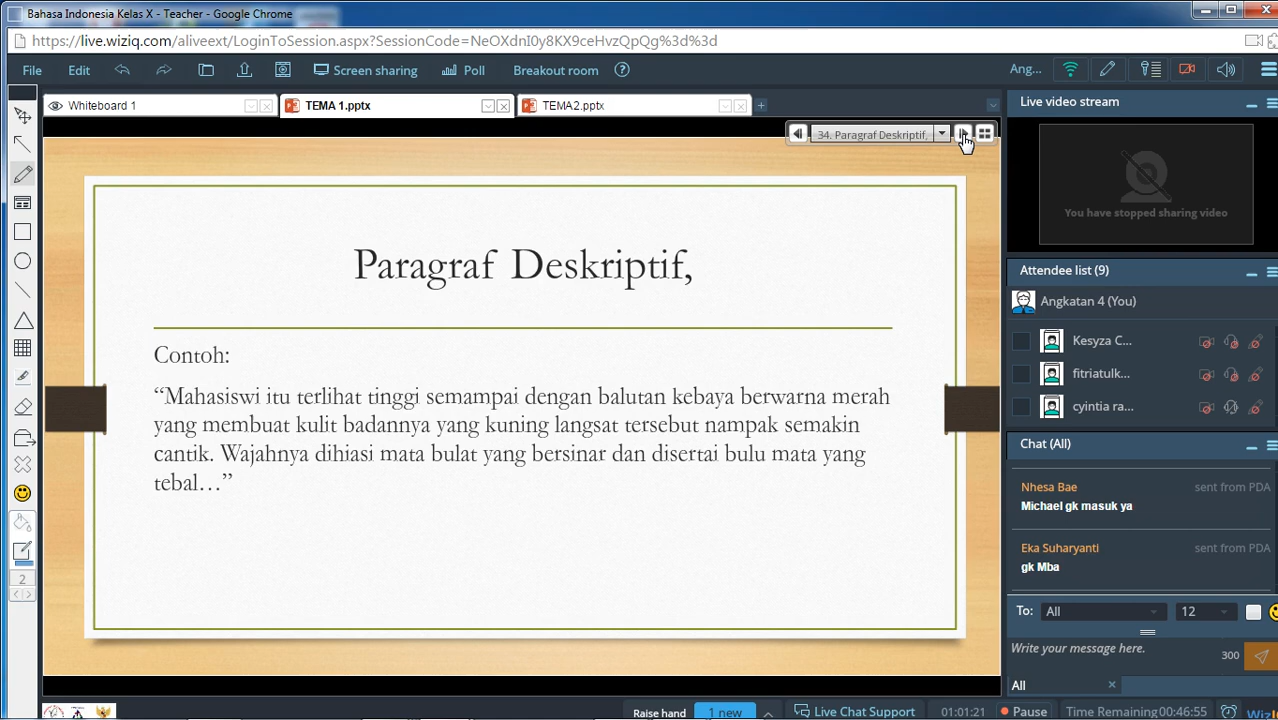 Bahasa Indonesia Kelas X - Teacher - Google Chrome
https://live.wiziq.com/aliveext/LoginToSession.aspx?SessionCode=NeOXdnI0y8KX9ceHvzQpQg%3d%3d
File Edit Screen sharing Poll Breakout room ? Ang...
Whiteboard 1 TEMA 1.pptx TEMA2.pptx +
34. Paragraf Deskriptif,
Paragraf Deskriptif,
Contoh:
“Mahasiswi itu terlihat tinggi semampai dengan balutan kebaya berwarna merah
yang membuat kulit badannya yang kuning langsat tersebut nampak semakin
cantik. Wajahnya dihiasi mata bulat yang bersinar dan disertai bulu mata yang
tebal…”
2
Live video stream
You have stopped sharing video
Attendee list (9)
Angkatan 4 (You)
Kesyza C...
fitriatulk...
cyintia ra...
Chat (All)
Nhesa Bae sent from PDA
Michael gk masuk ya
Eka Suharyanti sent from PDA
gk Mba
To: All 12
Write your message here. 300
All
Raise hand 1 new Live Chat Support 01:01:21 Pause Time Remaining 00:46:55